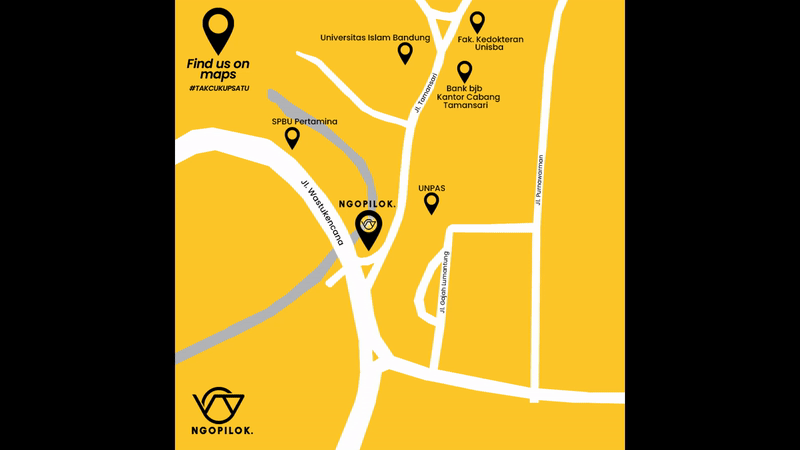 Find us on
maps
#TAKCUKUPSATU
Universitas Islam Bandung
Fak. Kedokteran
Unisba
Bank bjb
Kantor Cabang
Tamansari
Jl. Tamansari
SPBU Pertamina
Jl. Purnawarman
UNPAS
NGOPILOK.
Jl. Wastukencana
Jl. Gajah Lumantung
NGOPILOK.